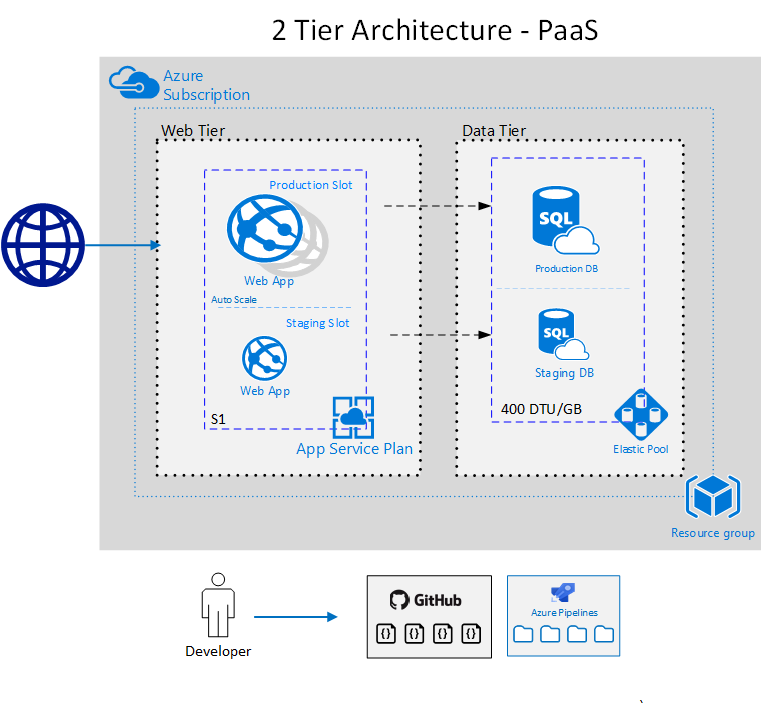 2 Tier Architecture - PaaS
Azure
Subscription
Web Tier
Data Tier
Production Slot
Web App
Auto Scale
Staging Slot
Web App
S1
App Service Plan
SQL
Production DB
SQL
Staging DB
400 DTU/GB
Elastic Pool
Resource group
Developer
GitHub
{} {} {} {}
Azure Pipelines
)